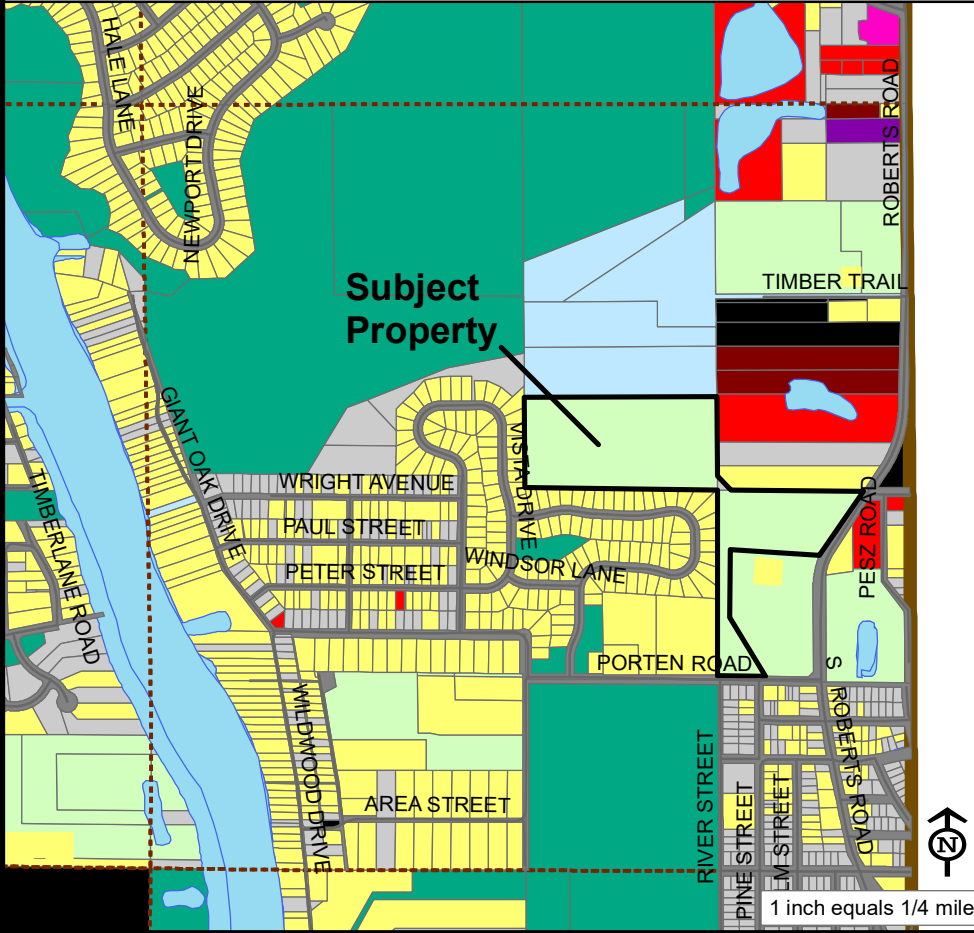 HALE LANE
NEWPORT DRIVE
ROBERTS ROAD
TIMBER TRAIL
Subject
Property
GIANT OAK DRIVE
VISTA DRIVE
WRIGHT AVENUE
PAUL STREET
PETER STREET
WINDSOR LANE
TIMBERLANE ROAD
PESZ ROAD
PORTEN ROAD
S ROBERTS ROAD
WILDWOOD DRIVE
AREA STREET
RIVER STREET
PINE STREET
LM STREET
N
1 inch equals 1/4 mile